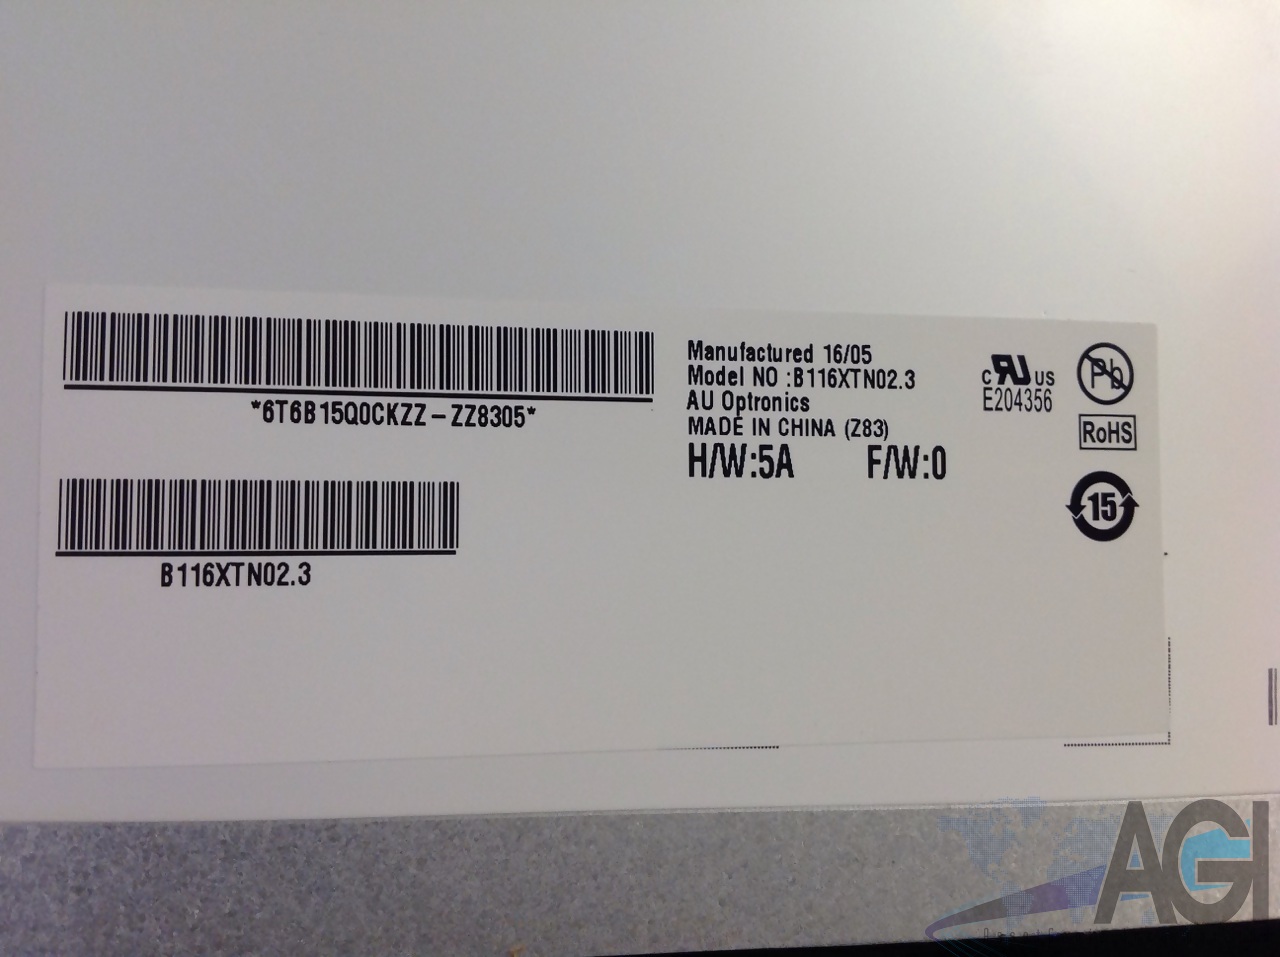 *6T6B15Q0CKZZ-ZZ8305*
B116XTN02.3
Manufactured 16/05
Model NO :B116XTN02.3
AU Optronics
MADE IN CHINA (Z83)
H/W:5A F/W:0
c RU US
E204356
Pb
RoHS
15
AGI